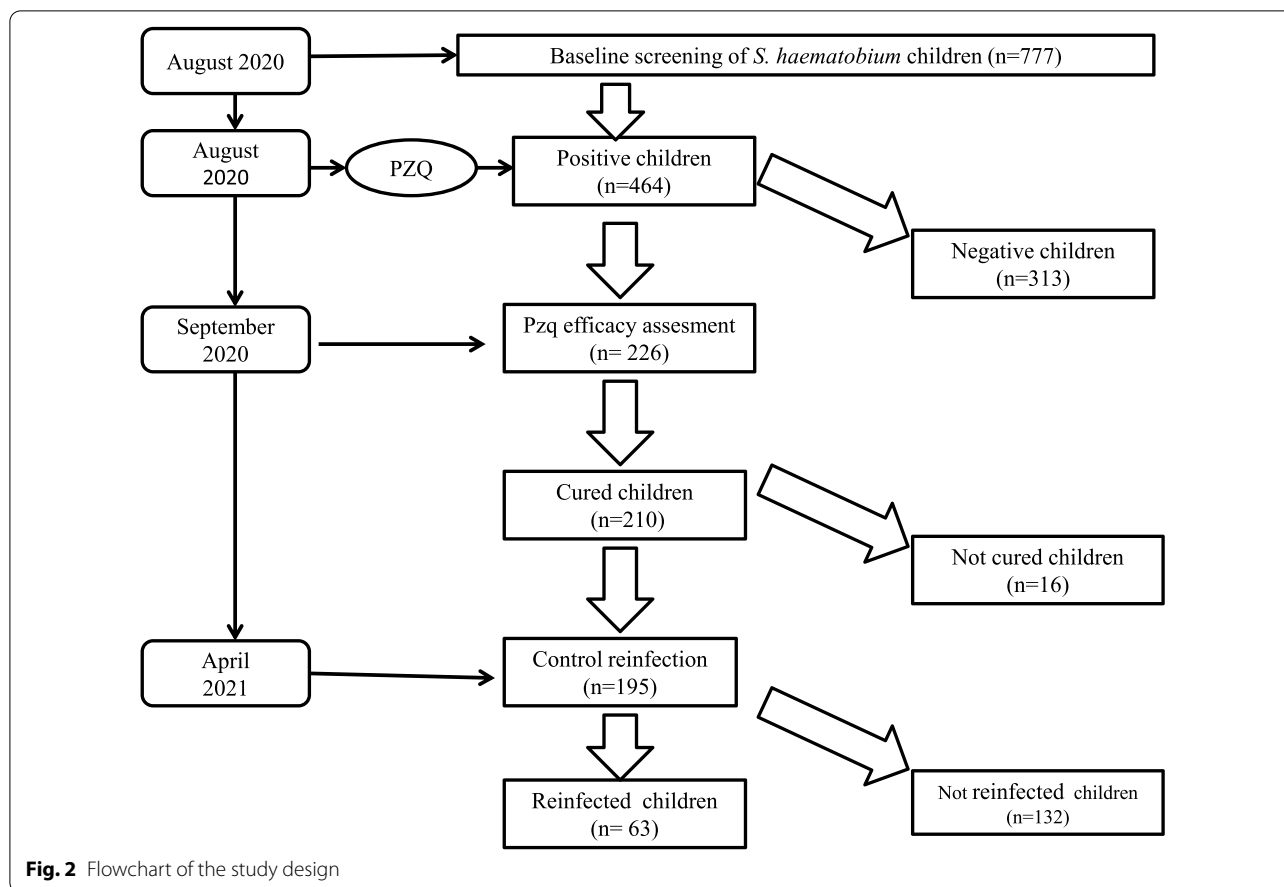 August 2020
Baseline screening of S. haematobium children (n=777)
August
2020
PZQ
Positive children
(n=464)
Negative children
(n=313)
September
2020
Pzq efficacy assesment
(n= 226)
Cured children
(n=210)
Not cured children
(n=16)
April
2021
Control reinfection
(n=195)
Reinfected children
(n= 63)
Not reinfected children
(n=132)
Fig. 2 Flowchart of the study design